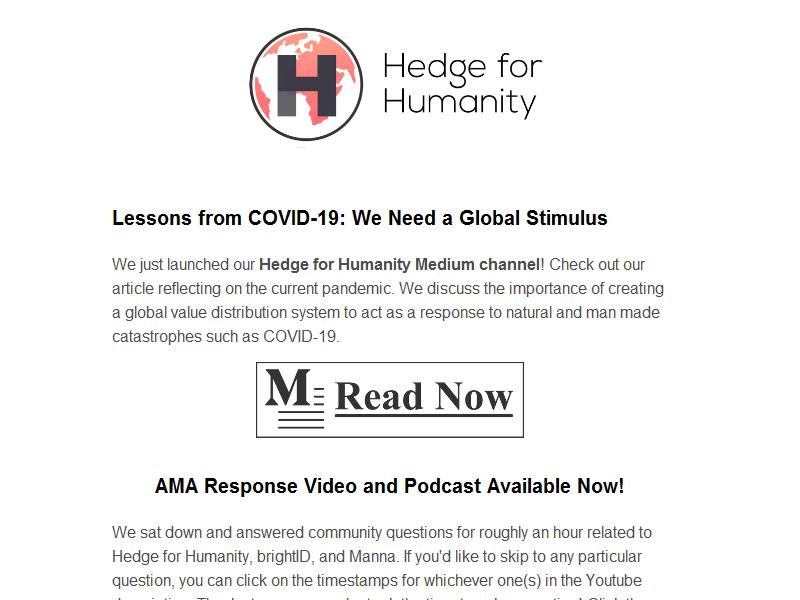 H
Hedge for
Humanity
Lessons from COVID-19: We Need a Global Stimulus
We just launched our Hedge for Humanity Medium channel! Check out our
article reflecting on the current pandemic. We discuss the importance of creating
a global value distribution system to act as a response to natural and man made
catastrophes such as COVID-19.
M
Read Now
AMA Response Video and Podcast Available Now!
We sat down and answered community questions for roughly an hour related to
Hedge for Humanity, brightID, and Manna. If you'd like to skip to any particular
question, you can click on the timestamps for whichever one(s) in the Youtube